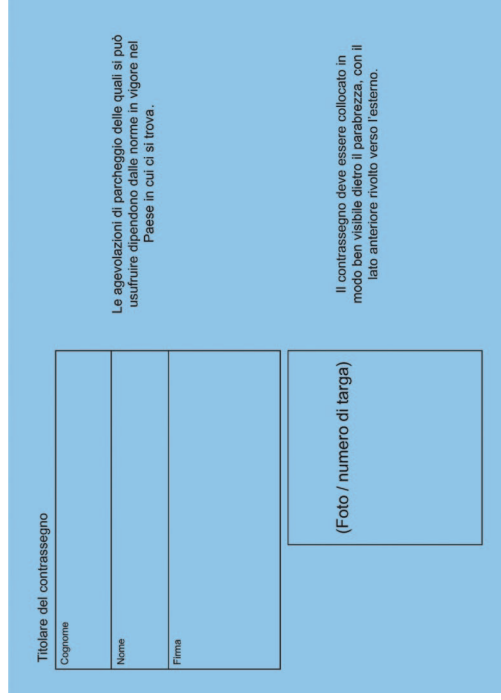 Titolare del contrassegno
Cognome
Nome
Firma
(Foto / numero di targa)
Le agevolazioni di parcheggio delle quali si può
usufruire dipendono dalle norme in vigore nel
Paese in cui ci si trova.
Il contrassegno deve essere collocato in
modo ben visibile dietro il parabrezza, con il
lato anteriore rivolto verso l'esterno.